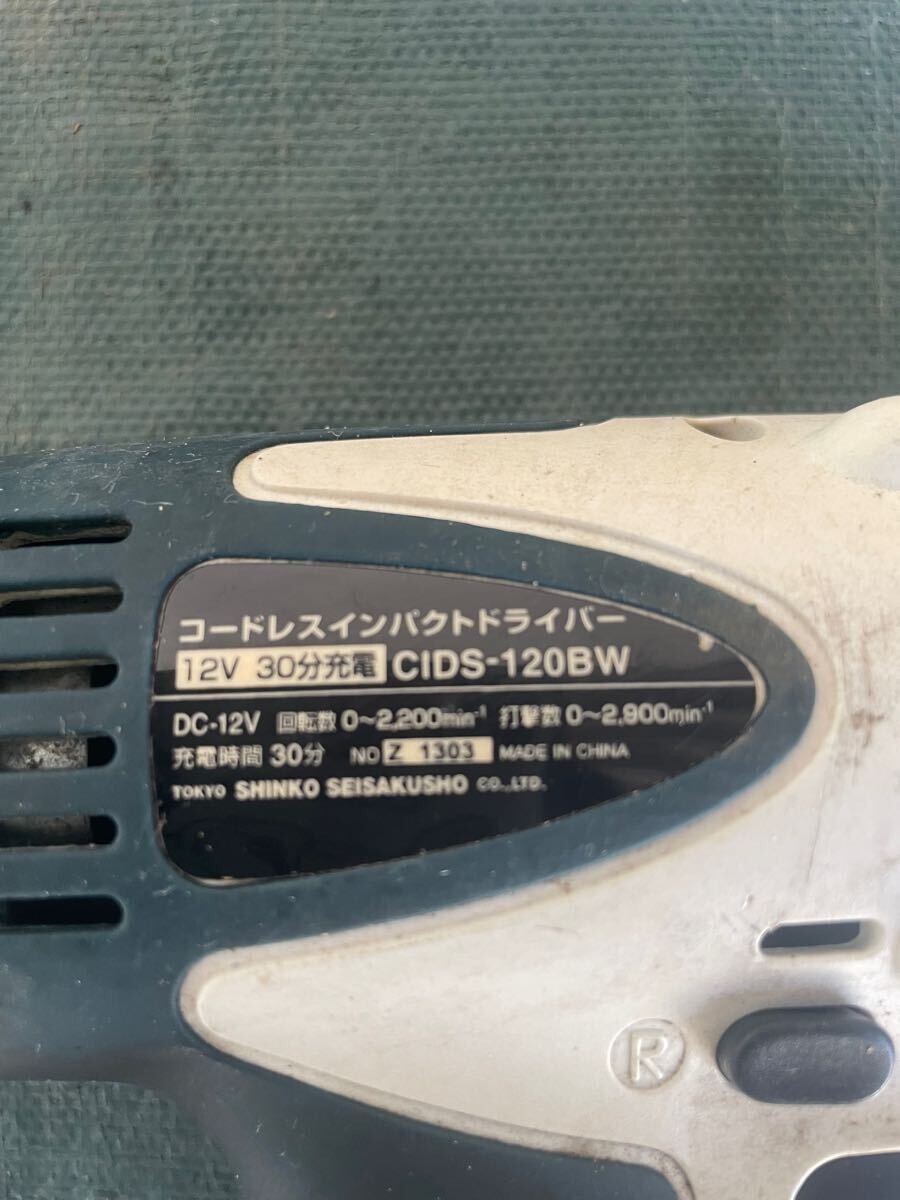 コードレスインパクトドライバー
12V 30分充電 CIDS-120BW
DC-12V 回転数 0～2,200min⁻¹ 打撃数 0～2,900min⁻¹
充電時間 30分 NO Z 1303 MADE IN CHINA
TOKYO SHINKO SEISAKUSHO CO.,LTD.
R